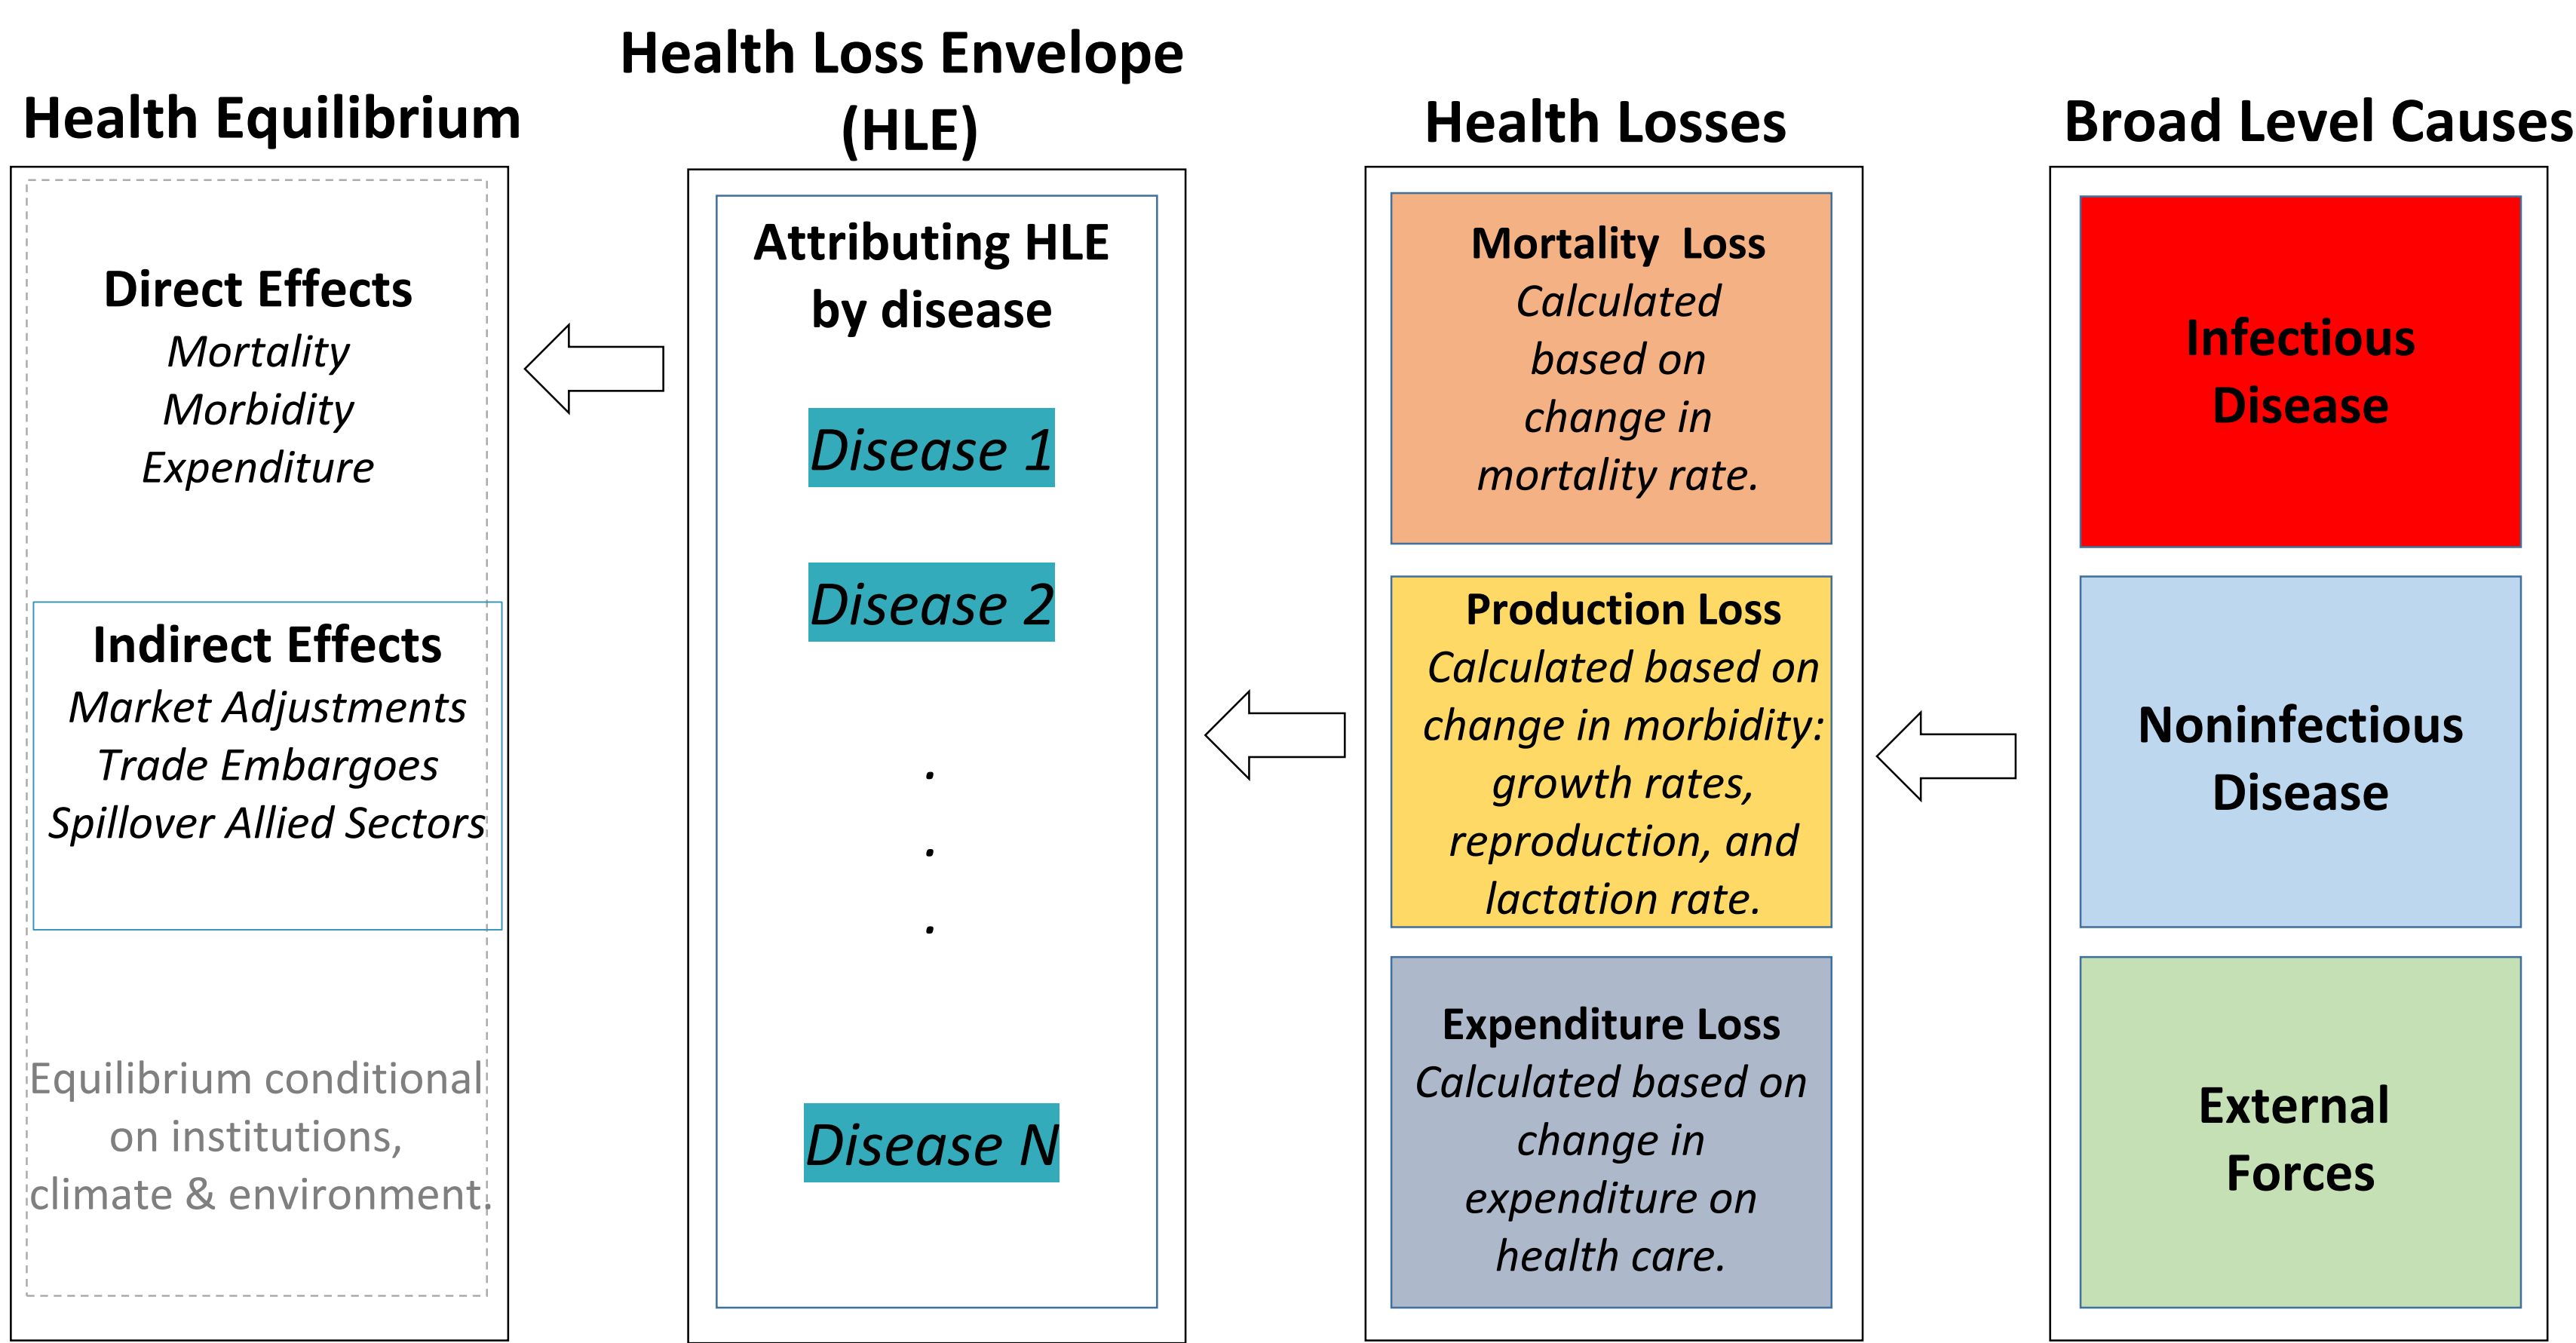 Health Equilibrium
Direct Effects
Mortality
Morbidity
Expenditure
Indirect Effects
Market Adjustments
Trade Embargoes
Spillover Allied Sectors
Equilibrium conditional
on institutions,
climate & environment.
Health Loss Envelope
(HLE)
Attributing HLE
by disease
Disease 1
Disease 2
.
.
.
Disease N
Health Losses
Mortality Loss
Calculated
based on
change in
mortality rate.
Production Loss
Calculated based on
change in morbidity:
growth rates,
reproduction, and
lactation rate.
Expenditure Loss
Calculated based on
change in
expenditure on
health care.
Broad Level Causes
Infectious
Disease
Noninfectious
Disease
External
Forces